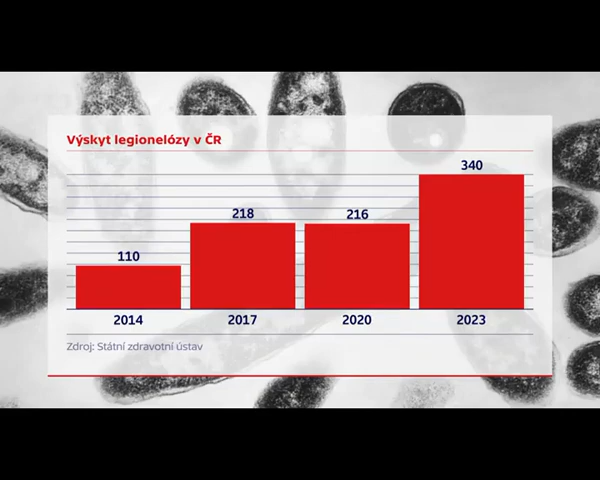 Výskyt legionelózy v ČR
340
218
216
110
2014 2017 2020 2023
Zdroj: Státní zdravotní ústav